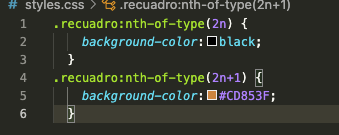 # styles.css > .recuadro:nth-of-type(2n+1)
1 .recuadro:nth-of-type(2n) {
2 background-color: black;
3 }
4 .recuadro:nth-of-type(2n+1) {
5 background-color: #CD853F;
6 }